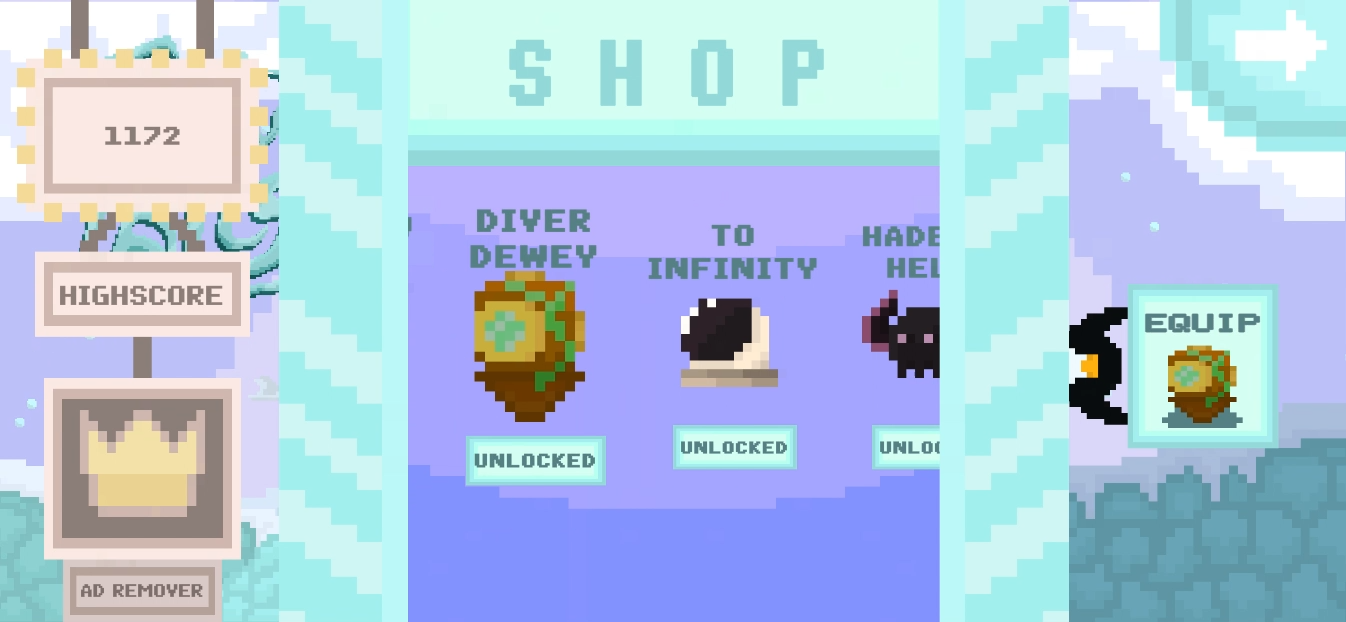 SHOP
1172
HIGHSCORE
AD REMOVER
DIVER
DEWEY
UNLOCKED
TO
INFINITY
UNLOCKED
EQUIP